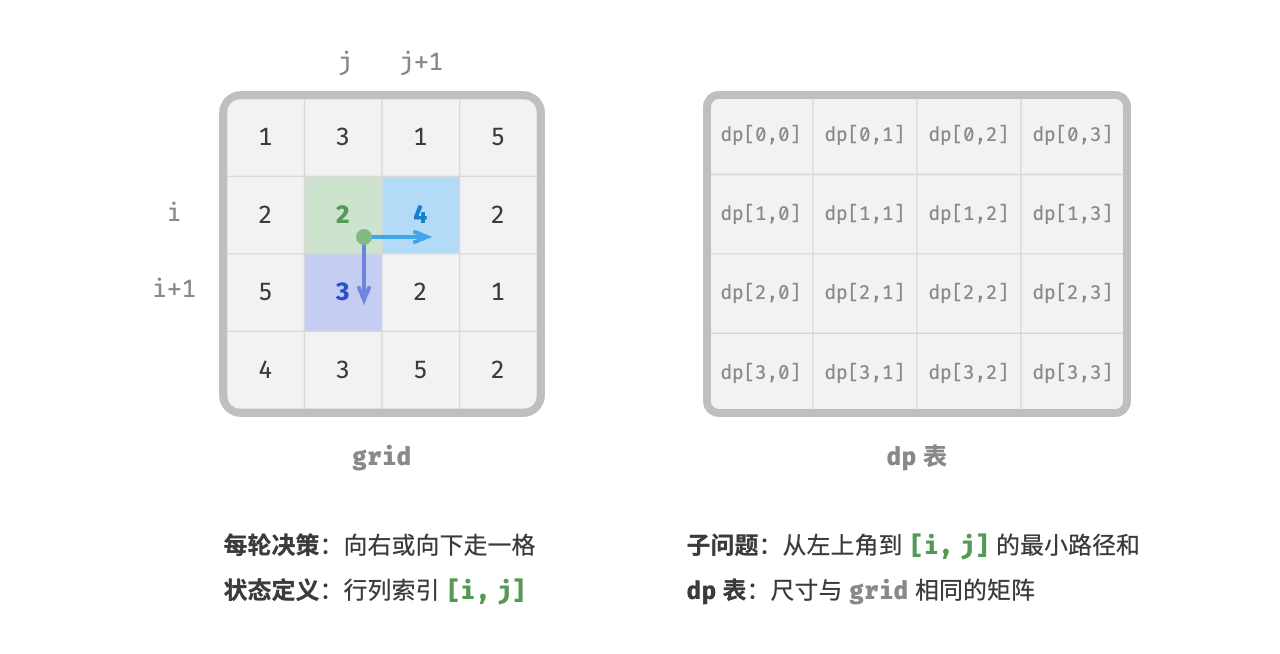 j j+1
1 3 1 5
i 2 2 4 2
i+1 5 3 2 1
4 3 5 2
grid
dp[0,0] dp[0,1] dp[0,2] dp[0,3]
dp[1,0] dp[1,1] dp[1,2] dp[1,3]
dp[2,0] dp[2,1] dp[2,2] dp[2,3]
dp[3,0] dp[3,1] dp[3,2] dp[3,3]
dp 表
每轮决策：向右或向下走一格
状态定义：行列索引 [i, j]
子问题：从左上角到 [i, j] 的最小路径和
dp 表：尺寸与 grid 相同的矩阵